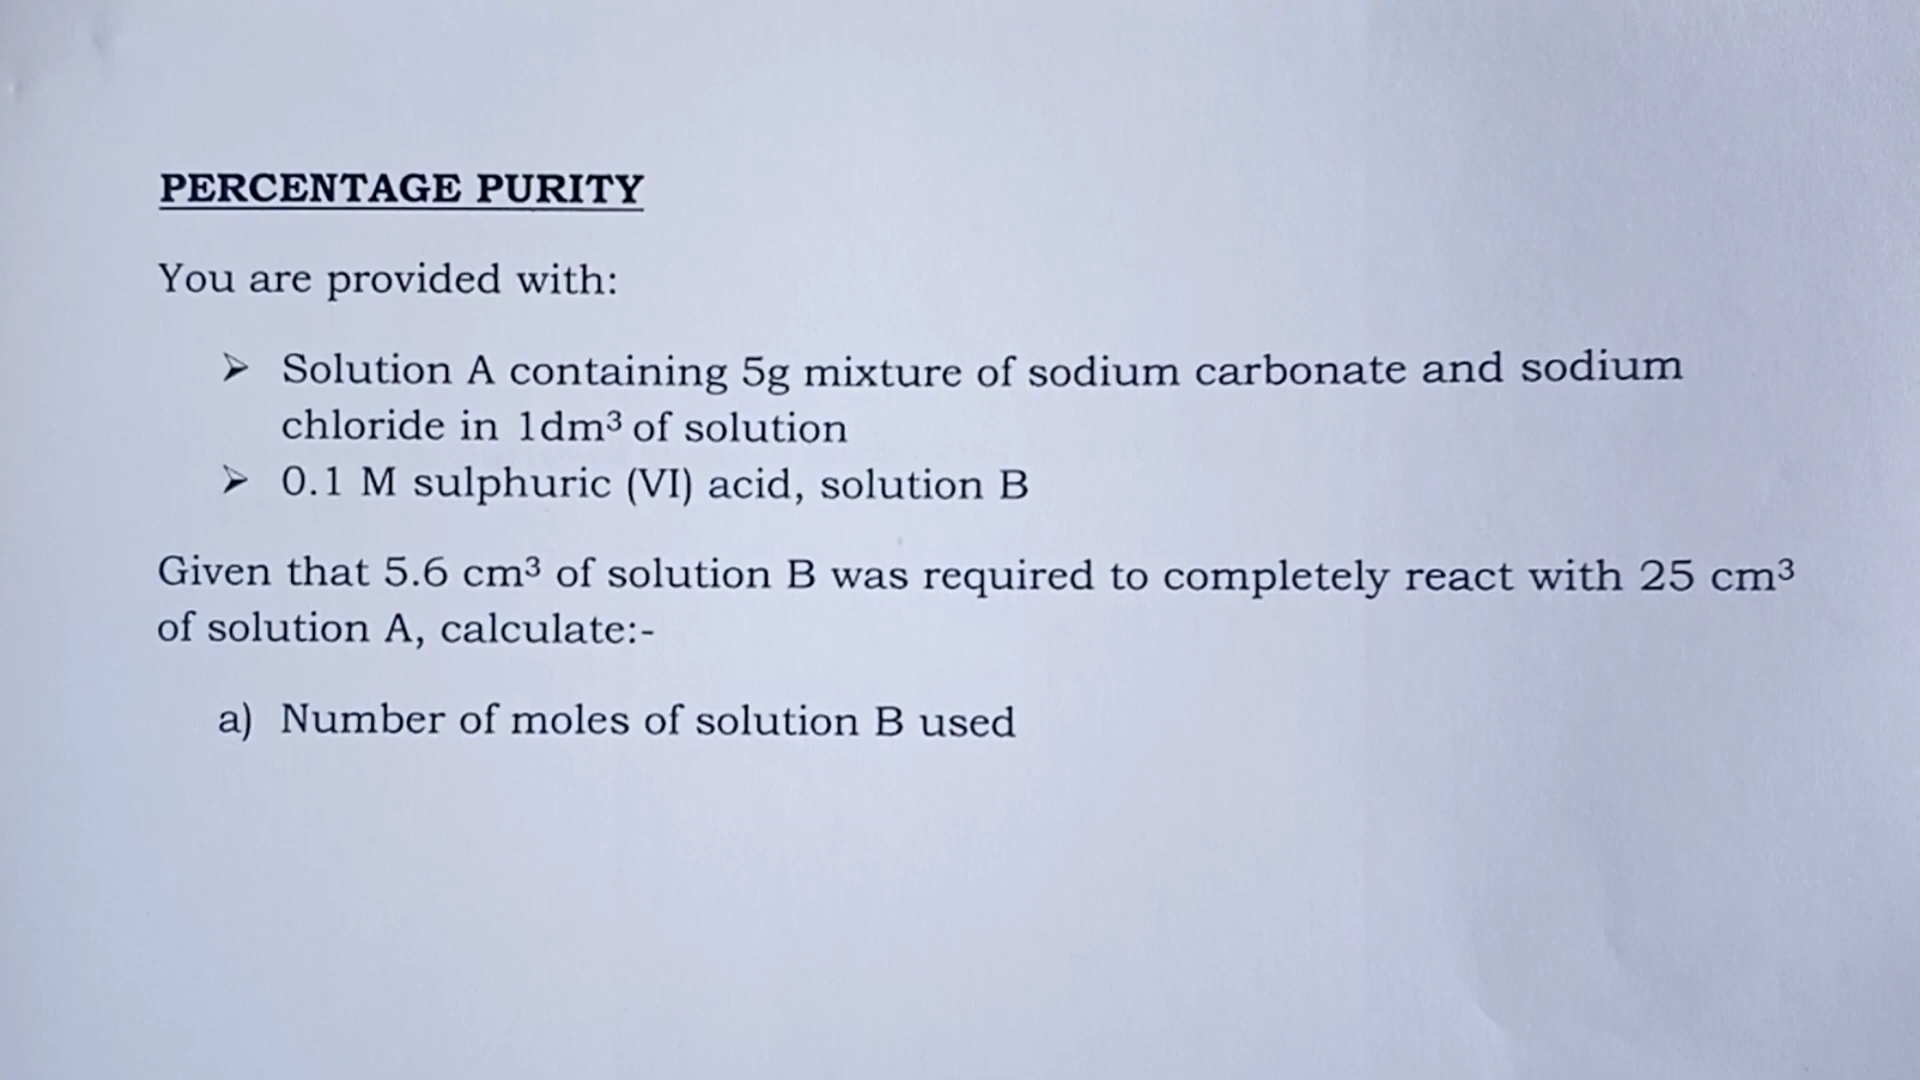 PERCENTAGE PURITY
You are provided with:
➢ Solution A containing 5g mixture of sodium carbonate and sodium
chloride in 1dm³ of solution
➢ 0.1 M sulphuric (VI) acid, solution B
Given that 5.6 cm³ of solution B was required to completely react with 25 cm³
of solution A, calculate:-
a) Number of moles of solution B used